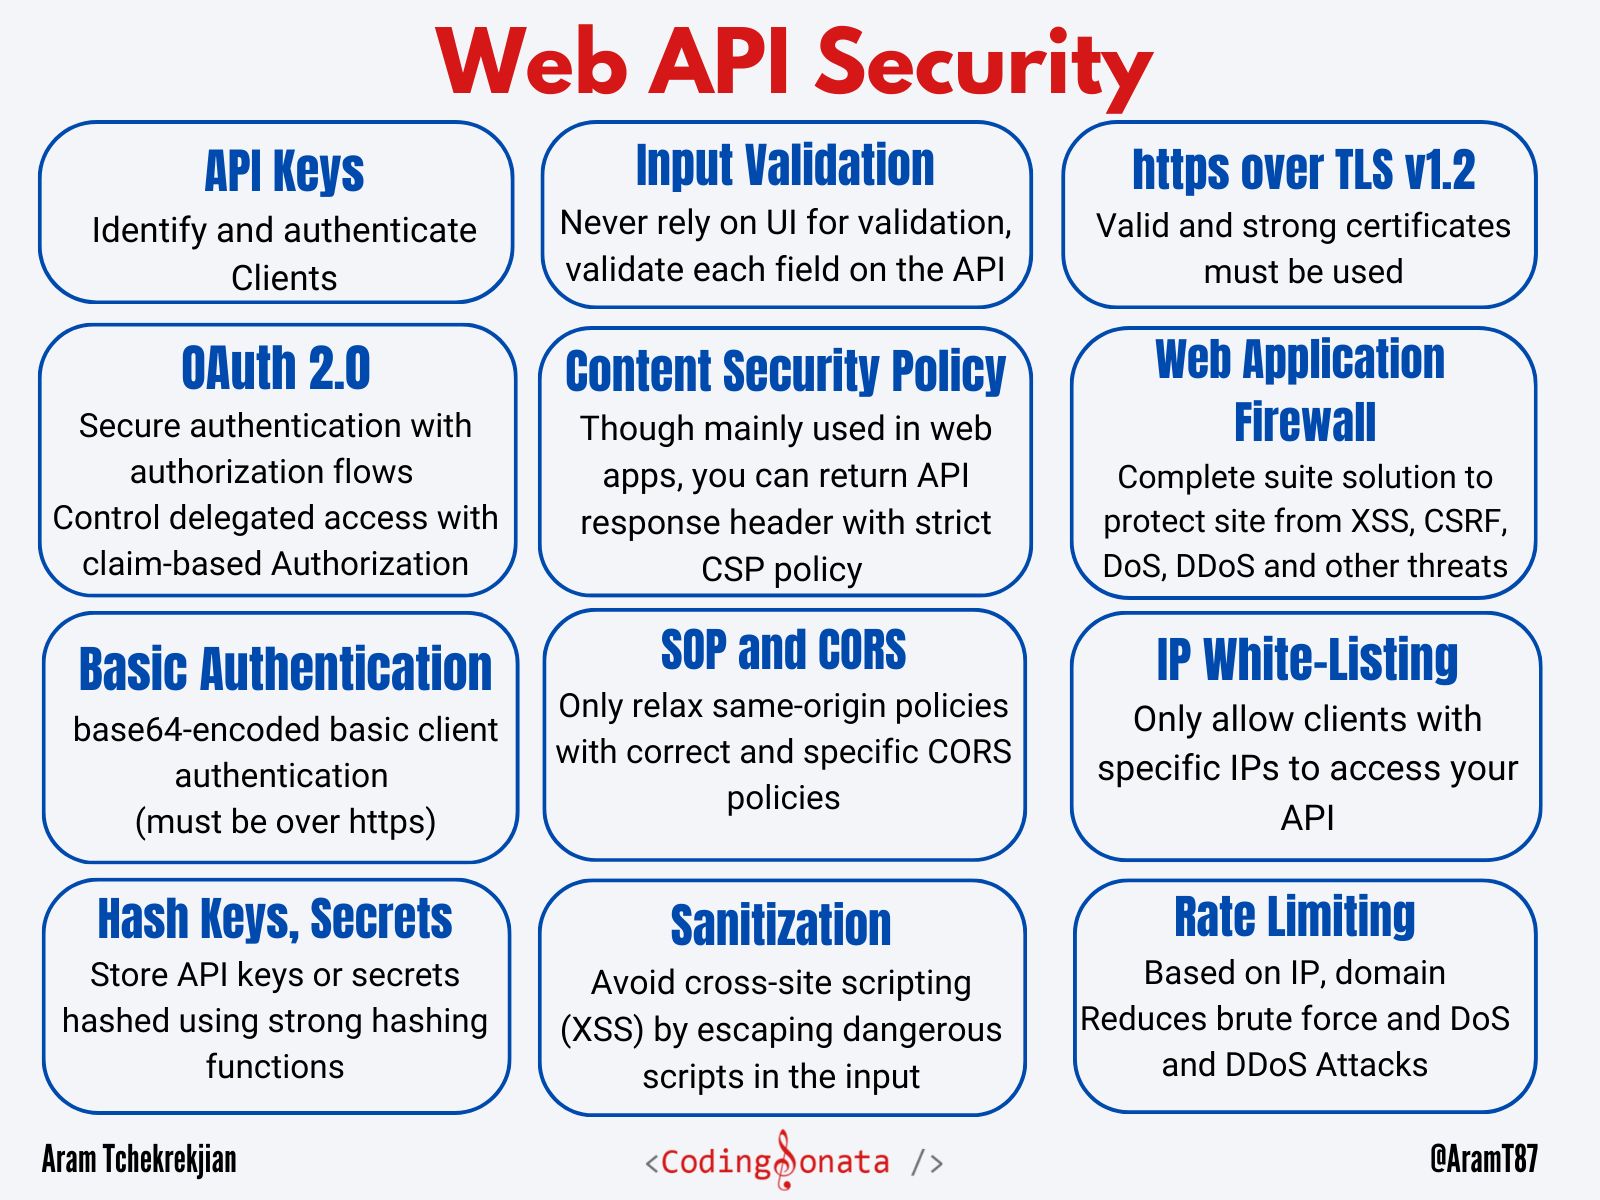 Web API Security
API Keys
Identify and authenticate
Clients
Input Validation
Never rely on UI for validation,
validate each field on the API
https over TLS v1.2
Valid and strong certificates
must be used
OAuth 2.0
Secure authentication with
authorization flows
Control delegated access with
claim-based Authorization
Content Security Policy
Though mainly used in web
apps, you can return API
response header with strict
CSP policy
Web Application
Firewall
Complete suite solution to
protect site from XSS, CSRF,
DoS, DDoS and other threats
Basic Authentication
base64-encoded basic client
authentication
(must be over https)
SOP and CORS
Only relax same-origin policies
with correct and specific CORS
policies
IP White-Listing
Only allow clients with
specific IPs to access your
API
Hash Keys, Secrets
Store API keys or secrets
hashed using strong hashing
functions
Sanitization
Avoid cross-site scripting
(XSS) by escaping dangerous
scripts in the input
Rate Limiting
Based on IP, domain
Reduces brute force and DoS
and DDoS Attacks
Aram Tchekrekjian
<CodingSonata />
@AramT87